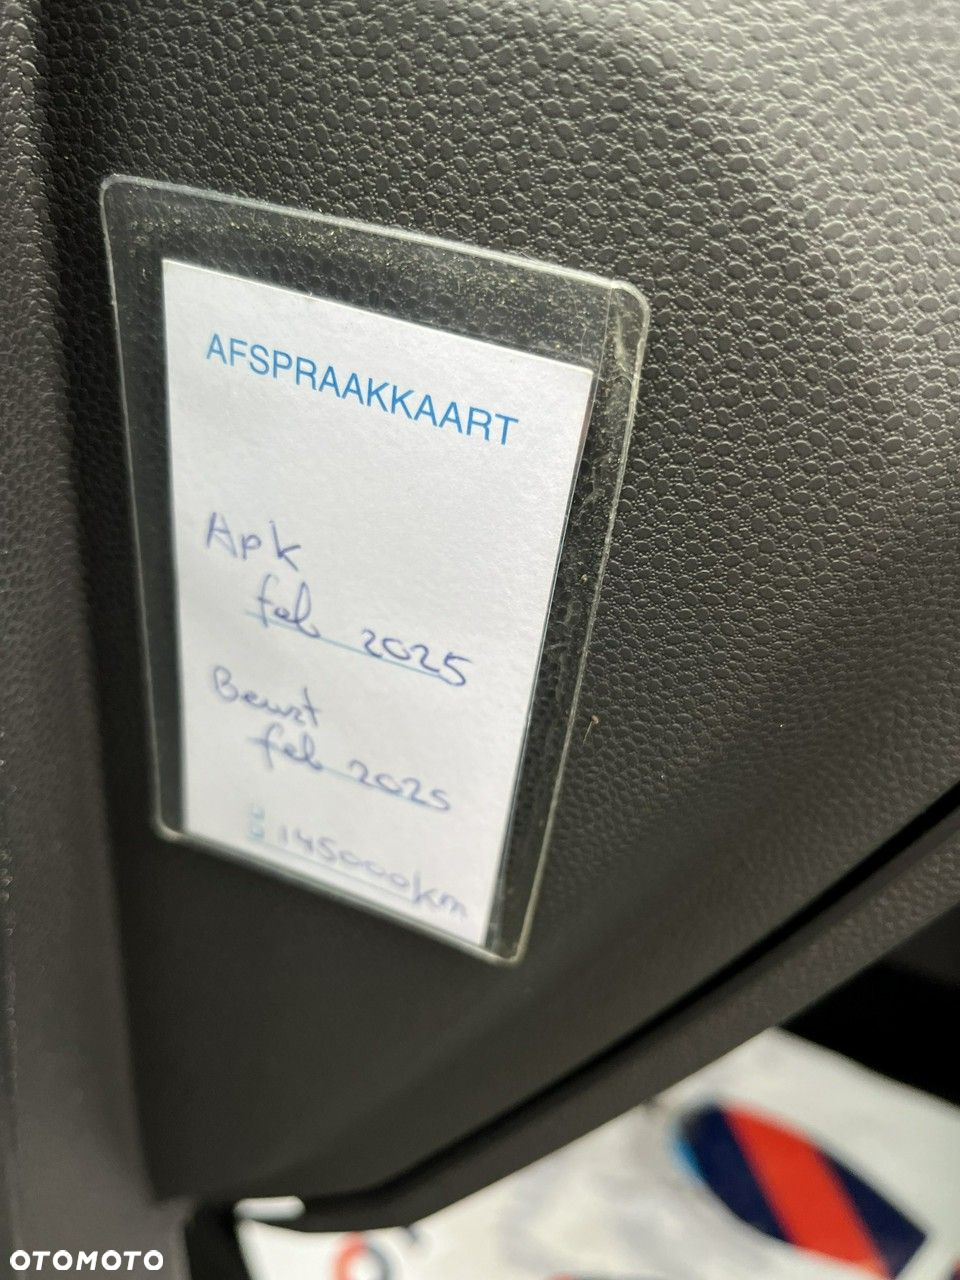 AFSPRAAKKAART
Apk
feb 2025
Beurt
feb 2025
145000km
OTOMOTO